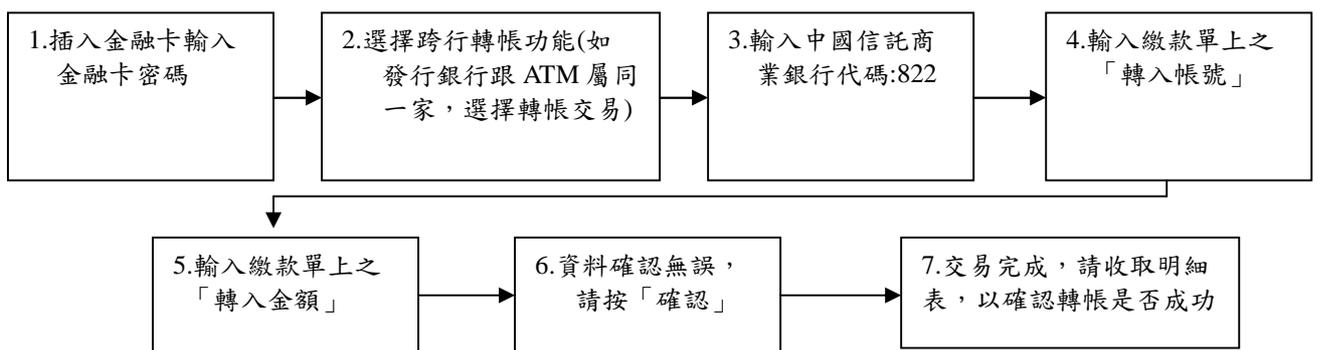 1.插入金融卡輸入
金融卡密碼
2.選擇跨行轉帳功能(如
發行銀行跟 ATM 屬同
一家，選擇轉帳交易)
3.輸入中國信託商
業銀行代碼:822
4.輸入繳款單上之
「轉入帳號」
5.輸入繳款單上之
「轉入金額」
6.資料確認無誤，
請按「確認」
7.交易完成，請收取明細
表，以確認轉帳是否成功